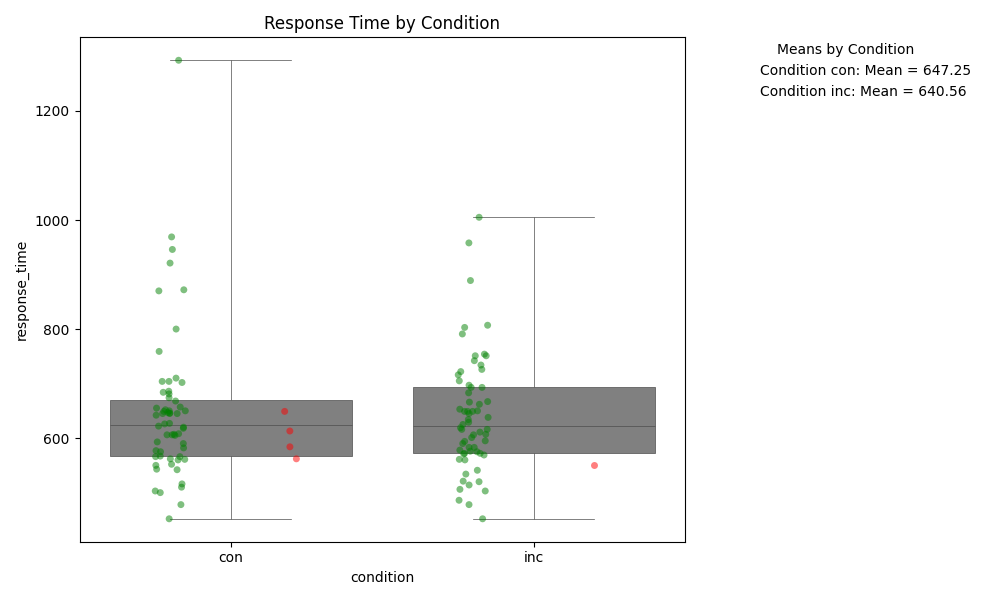 Response Time by Condition
Means by Condition
Condition con: Mean = 647.25
Condition inc: Mean = 640.56
1200
1000
800
600
response_time
con
inc
condition